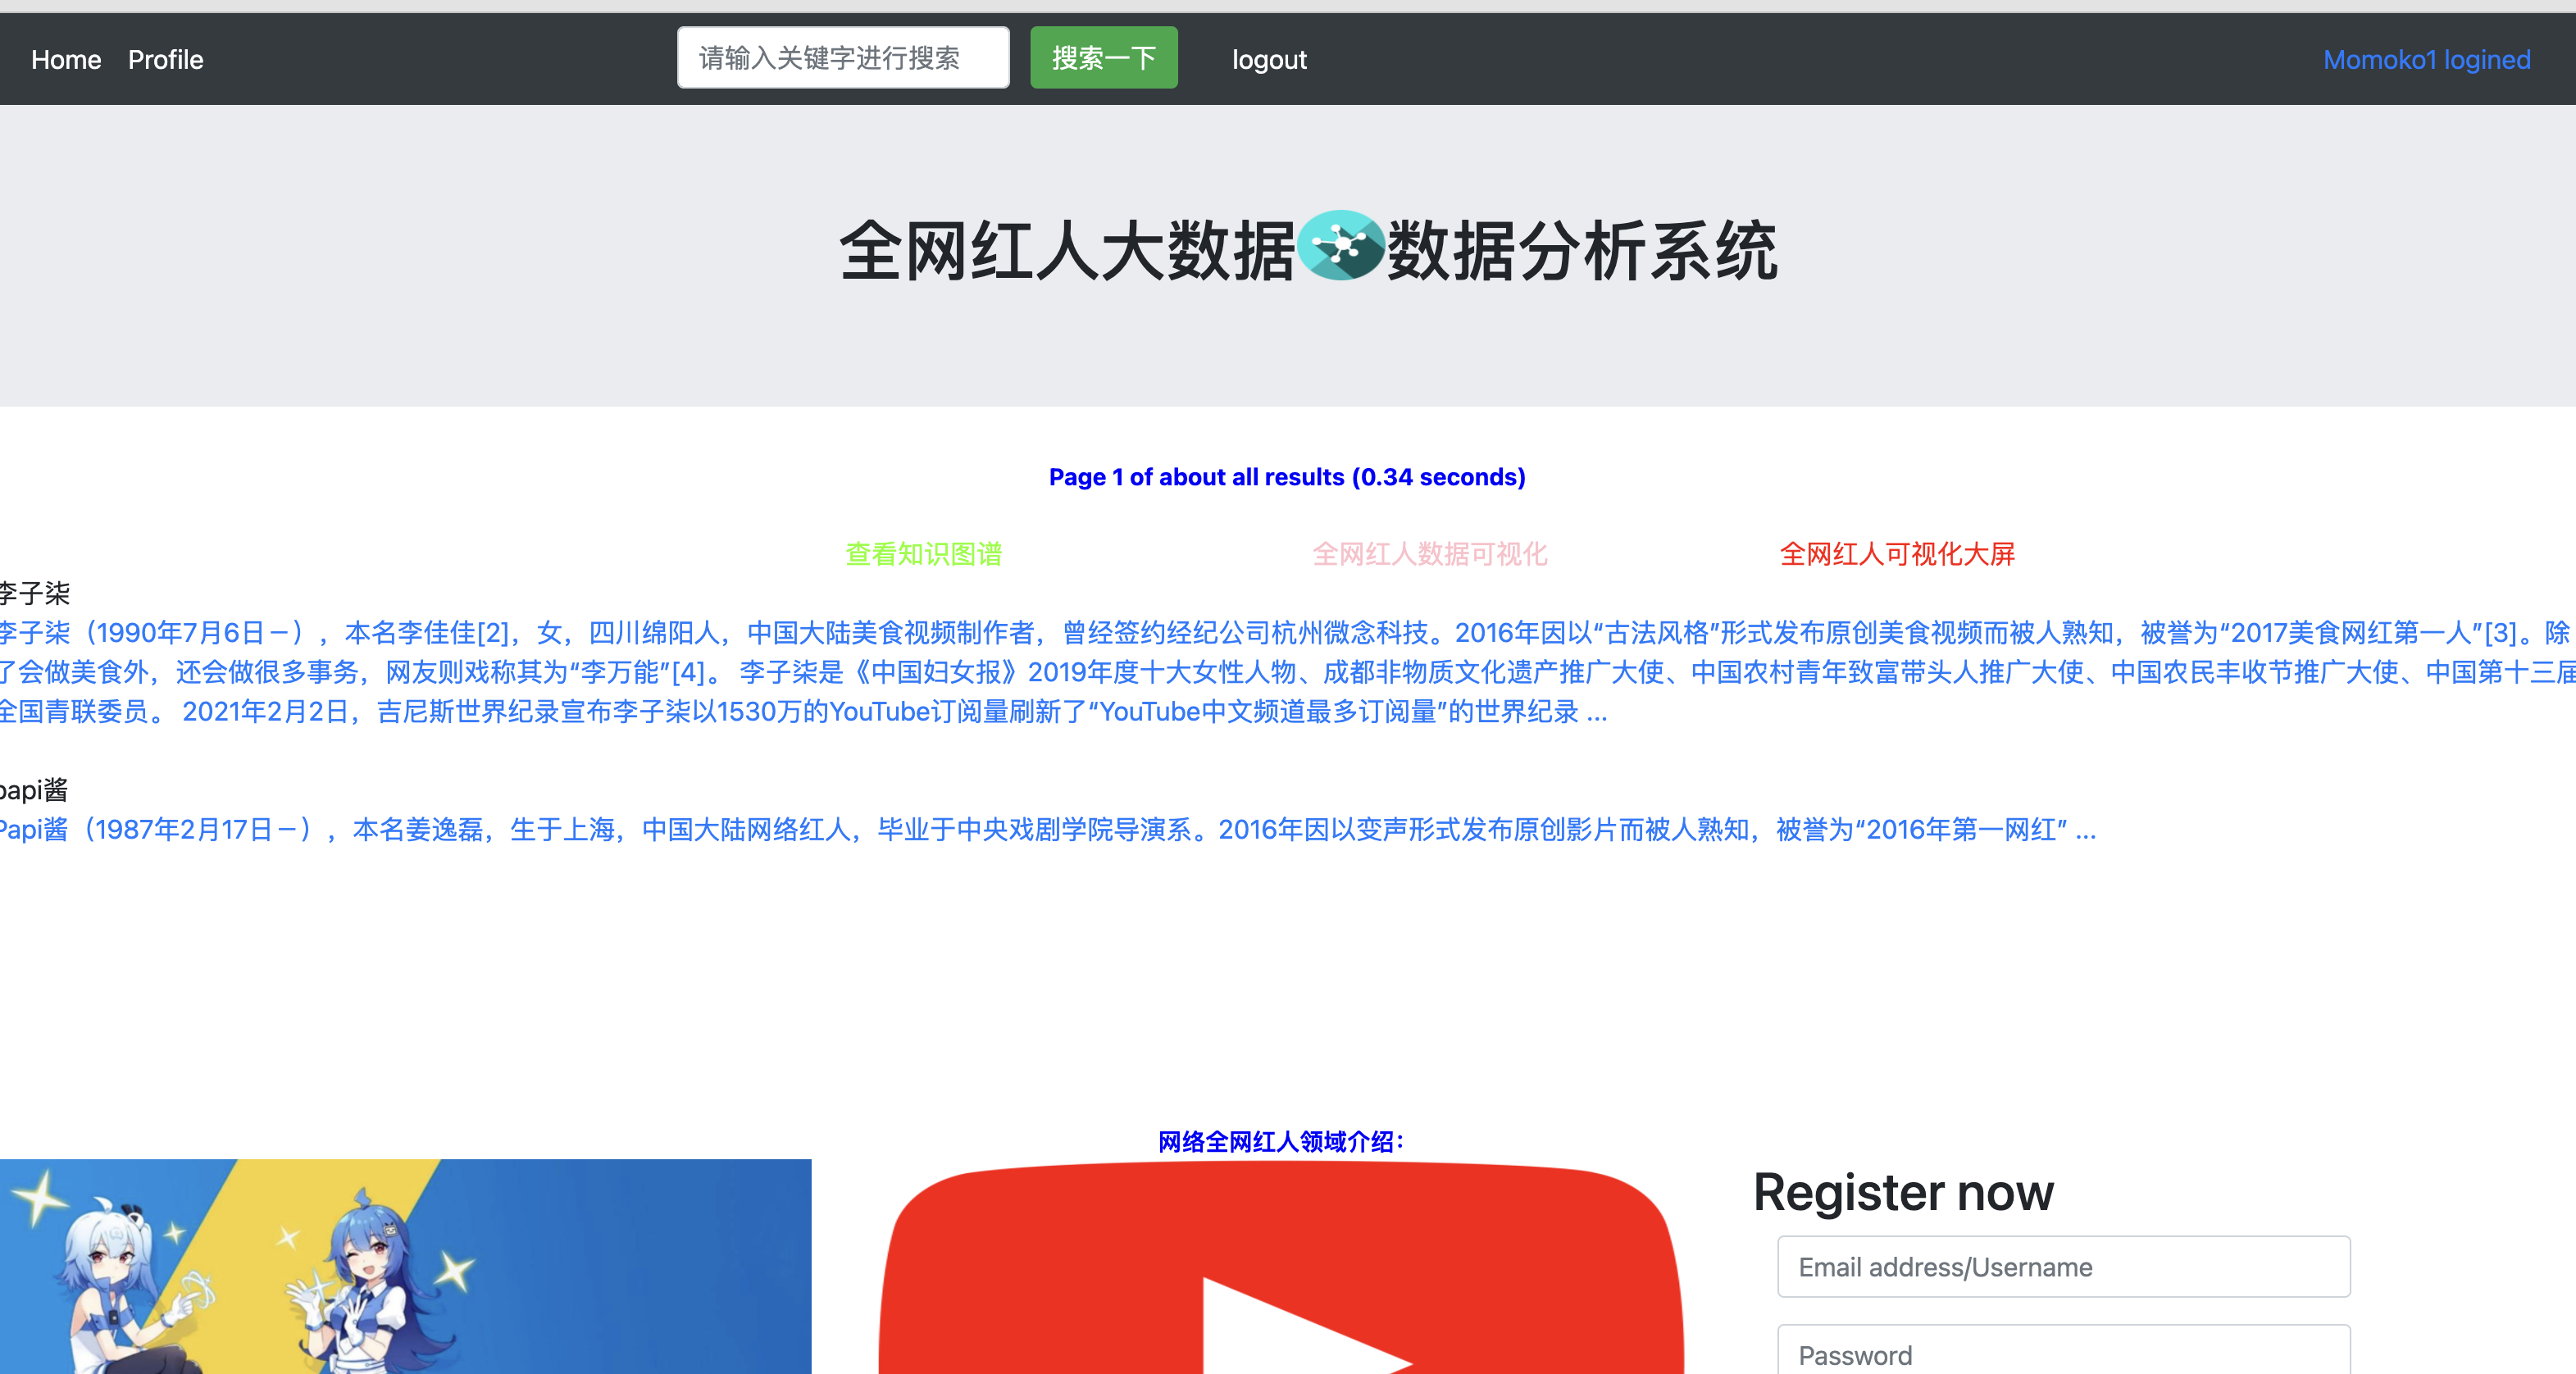 Home Profile 请输入关键字进行搜索 搜索一下 logout Momoko1 logined
全网红人大数据数据分析系统
Page 1 of about all results (0.34 seconds)
查看知识图谱 全网红人数据可视化 全网红人可视化大屏
李子柒
李子柒（1990年7月6日－），本名李佳佳[2]，女，四川绵阳人，中国大陆美食视频制作者，曾经签约经纪公司杭州微念科技。2016年因以“古法风格”形式发布原创美食视频而被人熟知，被誉为“2017美食网红第一人”[3]。除
了会做美食外，还会做很多事务，网友则戏称其为“李万能”[4]。 李子柒是《中国妇女报》2019年度十大女性人物、成都非物质文化遗产推广大使、中国农村青年致富带头人推广大使、中国农民丰收节推广大使、中国第十三届
全国青联委员。 2021年2月2日，吉尼斯世界纪录宣布李子柒以1530万的YouTube订阅量刷新了“YouTube中文频道最多订阅量”的世界纪录 ...
papi酱
Papi酱（1987年2月17日－），本名姜逸磊，生于上海，中国大陆网络红人，毕业于中央戏剧学院导演系。2016年因以变声形式发布原创影片而被人熟知，被誉为“2016年第一网红” ...
网络全网红人领域介绍：
Register now
Email address/Username
Password